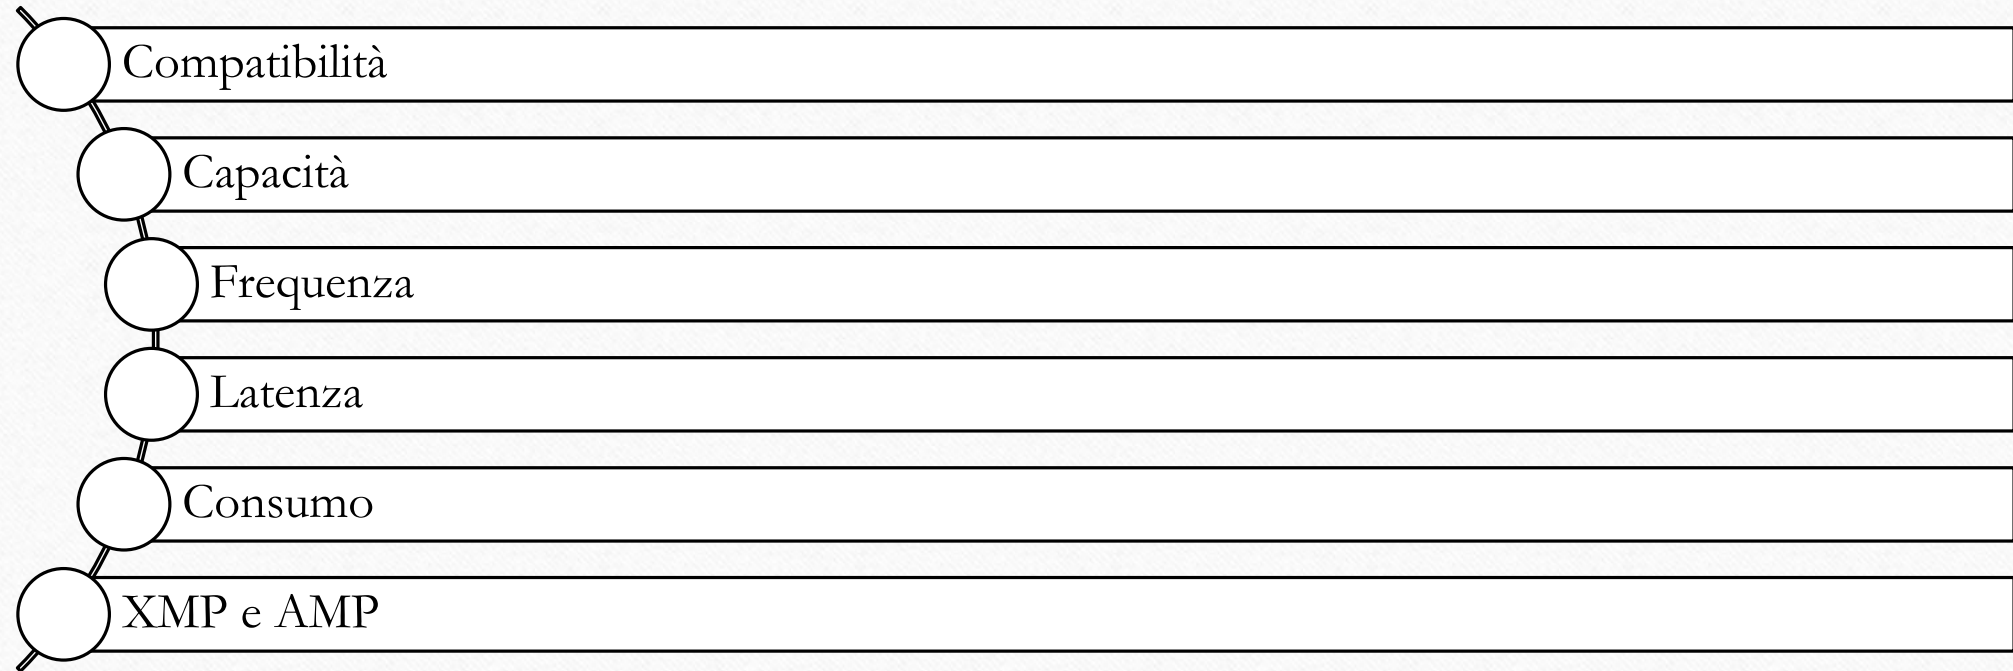 Compatibilità
Capacità
Frequenza
Latenza
Consumo
XMP e AMP